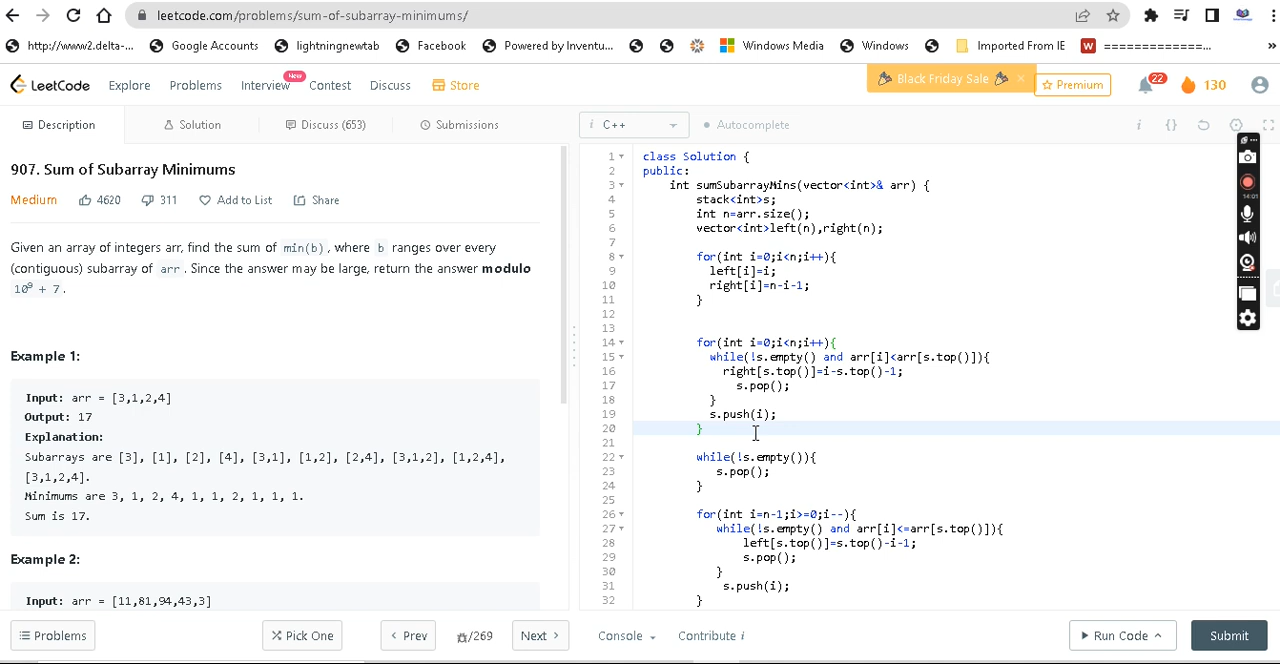 leetcode.com/problems/sum-of-subarray-minimums/
http://www2.delta-... Google Accounts lightningnewtab Facebook Powered by Inventu... Windows Media Windows Imported From IE W ==============... »
LeetCode Explore Problems Interview New Contest Discuss Store Black Friday Sale × Premium 22 130
Description Solution Discuss (653) Submissions i C++ Autocomplete i {}
907. Sum of Subarray Minimums
Medium 4620 311 Add to List Share
Given an array of integers arr, find the sum of min(b), where b ranges over every
(contiguous) subarray of arr. Since the answer may be large, return the answer modulo
10⁹ + 7.
Example 1:
Input: arr = [3,1,2,4]
Output: 17
Explanation:
Subarrays are [3], [1], [2], [4], [3,1], [1,2], [2,4], [3,1,2], [1,2,4],
[3,1,2,4].
Minimums are 3, 1, 2, 4, 1, 1, 2, 1, 1, 1.
Sum is 17.
Example 2:
Input: arr = [11,81,94,43,3]
1 class Solution {
2 public:
3 int sumSubarrayMins(vector<int>& arr) {
4 stack<int>s;
5 int n=arr.size();
6 vector<int>left(n),right(n);
7
8 for(int i=0;i<n;i++){
9 left[i]=i;
10 right[i]=n-i-1;
11 }
12
13
14 for(int i=0;i<n;i++){
15 while(!s.empty() and arr[i]<arr[s.top()]){
16 right[s.top()]=i-s.top()-1;
17 s.pop();
18 }
19 s.push(i);
20 }
21
22 while(!s.empty()){
23 s.pop();
24 }
25
26 for(int i=n-1;i>=0;i--){
27 while(!s.empty() and arr[i]<=arr[s.top()]){
28 left[s.top()]=s.top()-i-1;
29 s.pop();
30 }
31 s.push(i);
32 }
14:01
Problems Pick One Prev /269 Next Console Contribute i Run Code Submit